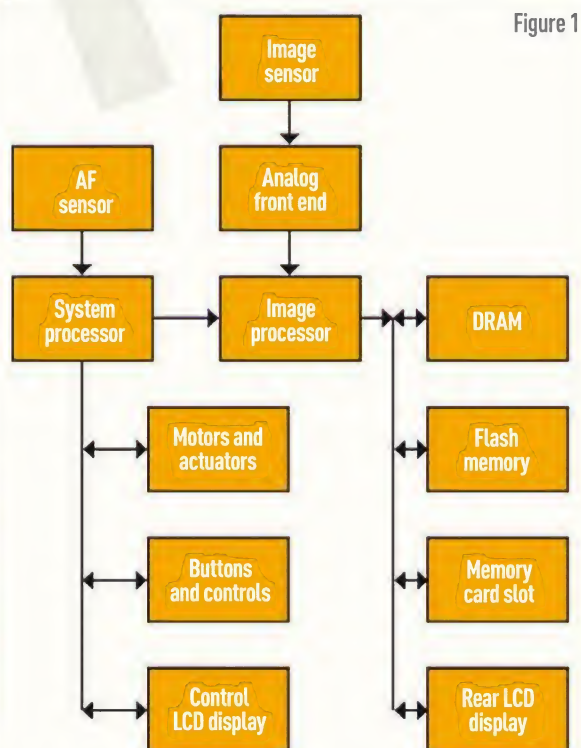 Figure 1
Image
sensor
AF
sensor
Analog
front end
System
processor
Image
processor
DRAM
Motors and
actuators
Flash
memory
Buttons
and controls
Memory
card slot
Control
LCD display
Rear LCD
display